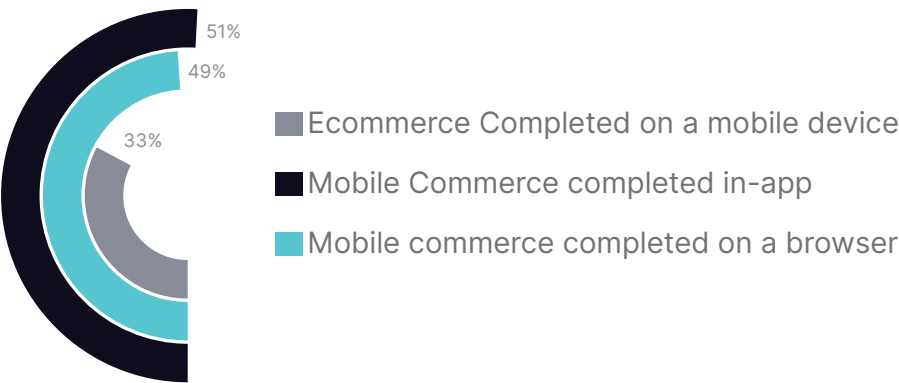 51%
49%
33%
Ecommerce Completed on a mobile device
Mobile Commerce completed in-app
Mobile commerce completed on a browser